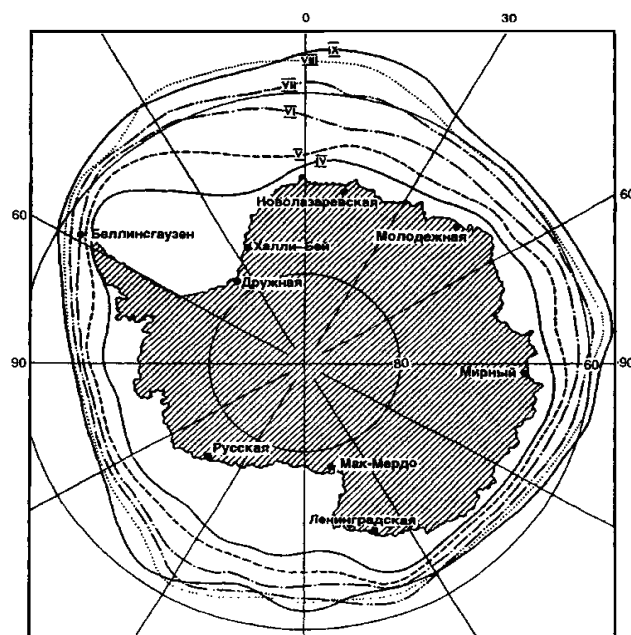 0 30
IX
VIII
VII
VI
V
IV
60
Новолазаревская
60
Беллинсгаузен
Молодежная
Халли-Бей
Дружная
90 80 60 90
Мирный
Русская
Мак-Мердо
Ленинградская